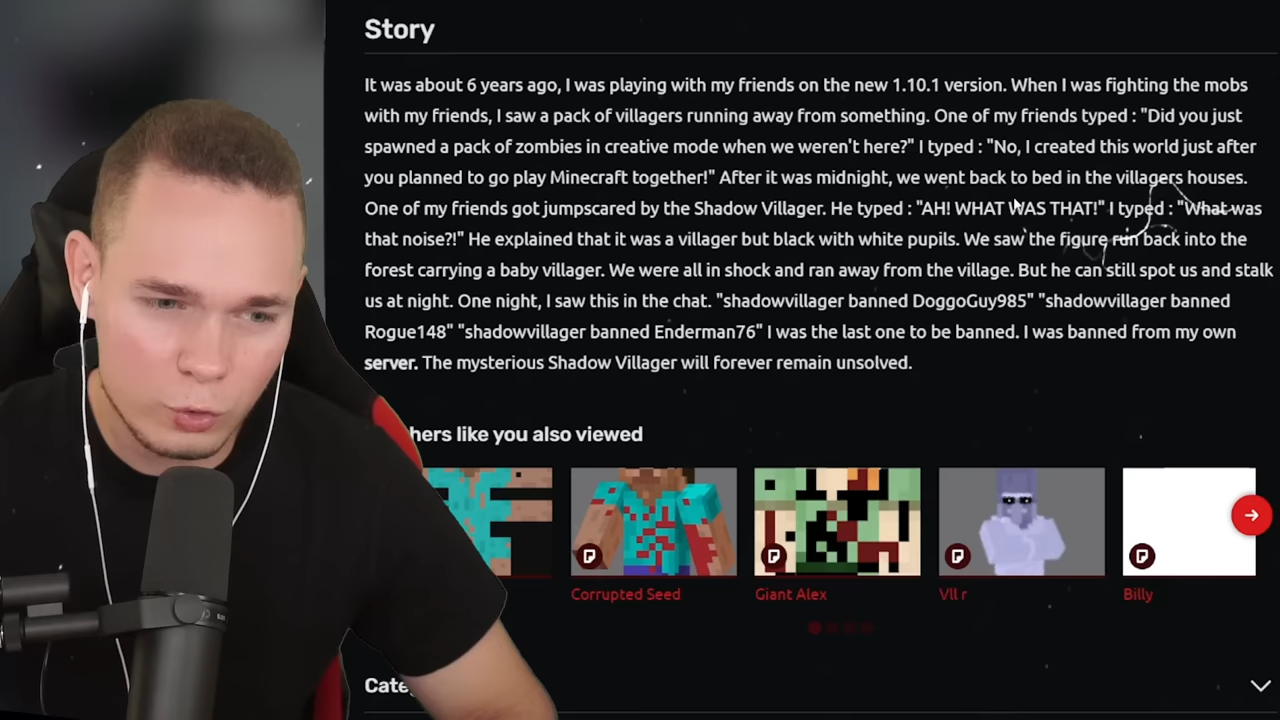 Story
It was about 6 years ago, I was playing with my friends on the new 1.10.1 version. When I was fighting the mobs
with my friends, I saw a pack of villagers running away from something. One of my friends typed : "Did you just
spawned a pack of zombies in creative mode when we weren't here?" I typed : "No, I created this world just after
you planned to go play Minecraft together!" After it was midnight, we went back to bed in the villagers houses.
One of my friends got jumpscared by the Shadow Villager. He typed : "AH! WHAT WAS THAT!" I typed : "What was
that noise?!" He explained that it was a villager but black with white pupils. We saw the figure run back into the
forest carrying a baby villager. We were all in shock and ran away from the village. But he can still spot us and stalk
us at night. One night, I saw this in the chat. "shadowvillager banned DoggoGuy985" "shadowvillager banned
Rogue148" "shadowvillager banned Enderman76" I was the last one to be banned. I was banned from my own
server. The mysterious Shadow Villager will forever remain unsolved.
hers like you also viewed
Corrupted Seed
Giant Alex
Vll r
Billy
Cate